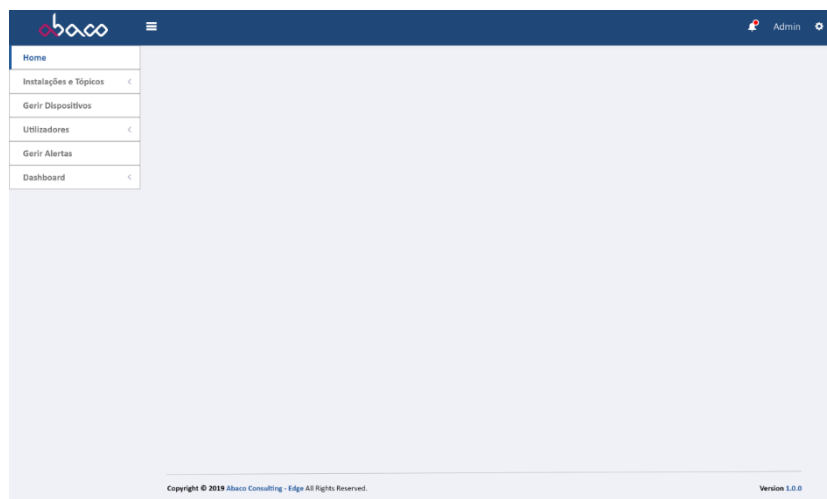 abaco
Admin
Home
Instalações e Tópicos
Gerir Dispositivos
Utilizadores
Gerir Alertas
Dashboard
Copyright © 2019 Abaco Consulting - Edge All Rights Reserved.
Version 1.0.0